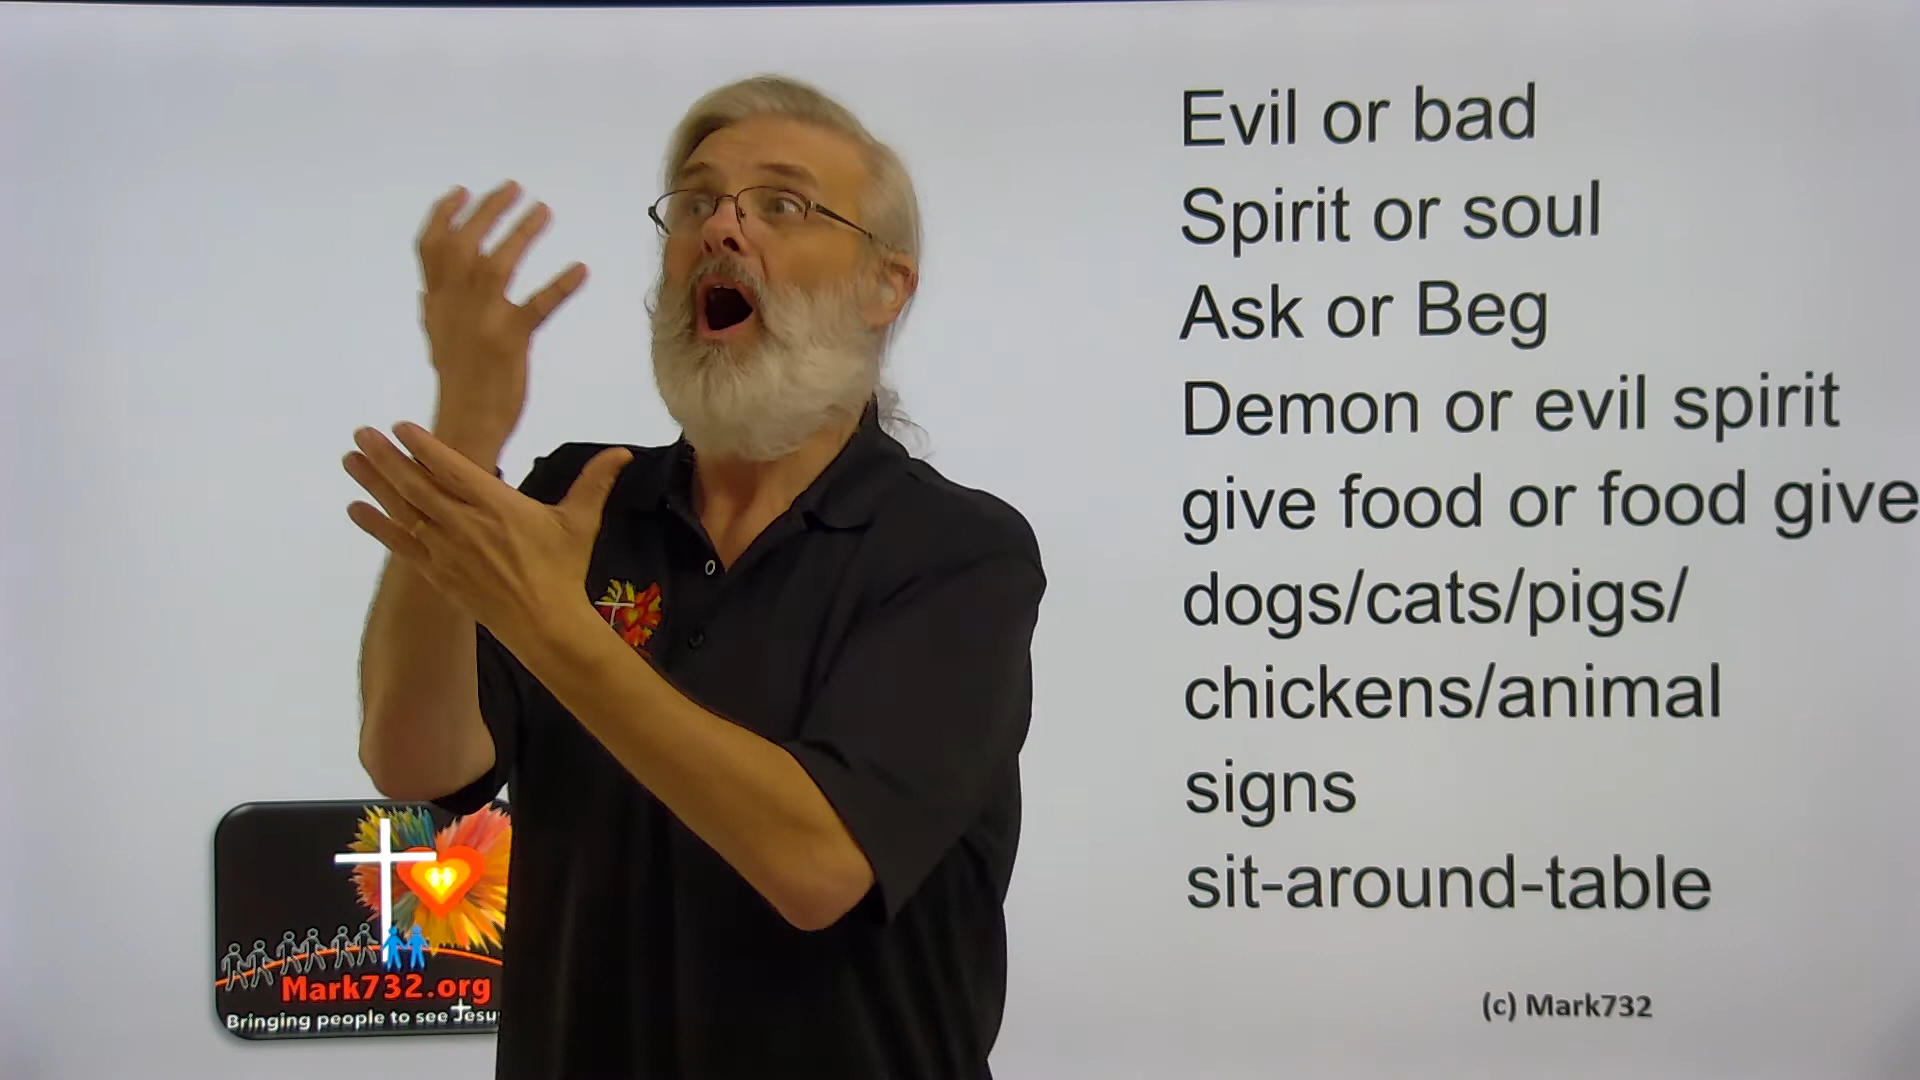 Evil or bad
Spirit or soul
Ask or Beg
Demon or evil spirit
give food or food give
dogs/cats/pigs/
chickens/animal
signs
sit-around-table
(c) Mark732
Mark732.org
Bringing people to see Jesu